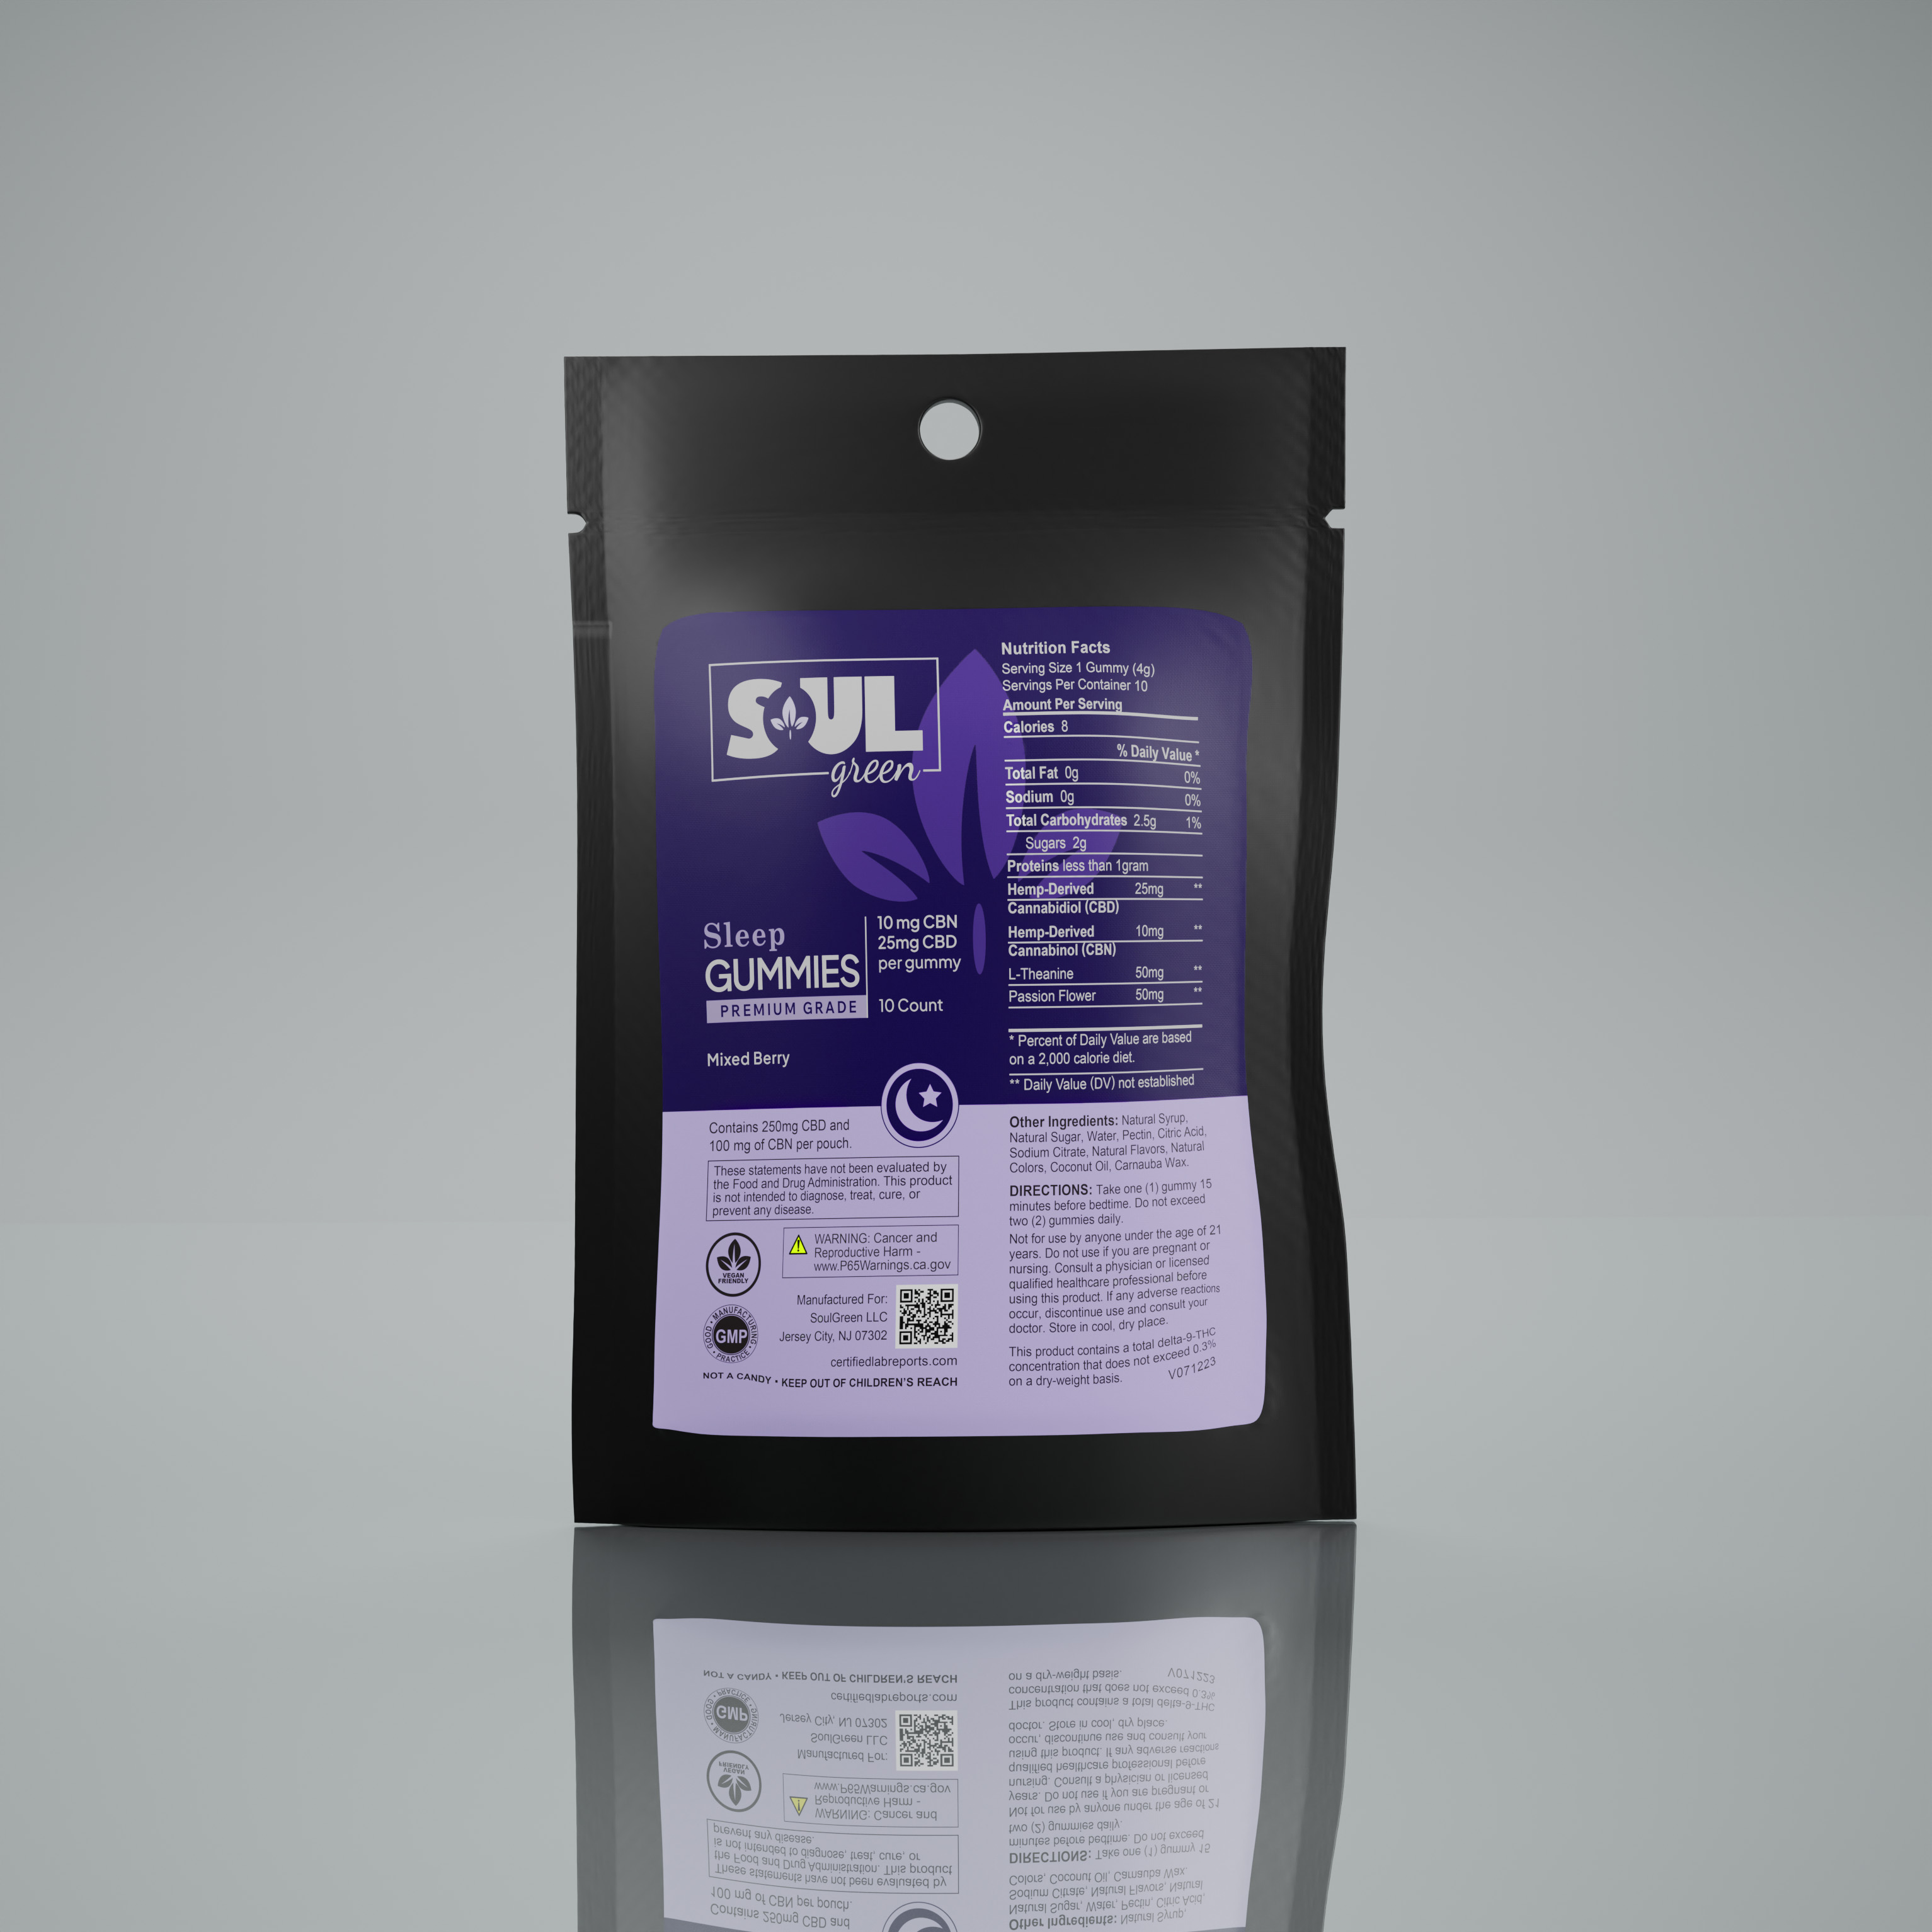 SOUL
green
Sleep
GUMMIES
PREMIUM GRADE
10 mg CBN
25mg CBD
per gummy
10 Count
Mixed Berry
Contains 250mg CBD and
100 mg of CBN per pouch.
These statements have not been evaluated by
the Food and Drug Administration. This product
is not intended to diagnose, treat, cure, or
prevent any disease.
VEGAN
FRIENDLY
WARNING: Cancer and
Reproductive Harm -
www.P65Warnings.ca.gov
GOOD • MANUFACTURING • PRACTICE •
GMP
Manufactured For:
SoulGreen LLC
Jersey City, NJ 07302
certifiedlabreports.com
NOT A CANDY • KEEP OUT OF CHILDREN'S REACH
Nutrition Facts
Serving Size 1 Gummy (4g)
Servings Per Container 10
Amount Per Serving
Calories 8
% Daily Value *
Total Fat 0g 0%
Sodium 0g 0%
Total Carbohydrates 2.5g 1%
Sugars 2g
Proteins less than 1gram
Hemp-Derived 25mg **
Cannabidiol (CBD)
Hemp-Derived 10mg **
Cannabinol (CBN)
L-Theanine 50mg **
Passion Flower 50mg **
* Percent of Daily Value are based
on a 2,000 calorie diet.
** Daily Value (DV) not established
Other Ingredients: Natural Syrup,
Natural Sugar, Water, Pectin, Citric Acid,
Sodium Citrate, Natural Flavors, Natural
Colors, Coconut Oil, Carnauba Wax.
DIRECTIONS: Take one (1) gummy 15
minutes before bedtime. Do not exceed
two (2) gummies daily.
Not for use by anyone under the age of 21
years. Do not use if you are pregnant or
nursing. Consult a physician or licensed
qualified healthcare professional before
using this product. If any adverse reactions
occur, discontinue use and consult your
doctor. Store in cool, dry place.
This product contains a total delta-9-THC
concentration that does not exceed 0.3%
on a dry-weight basis.
V071223